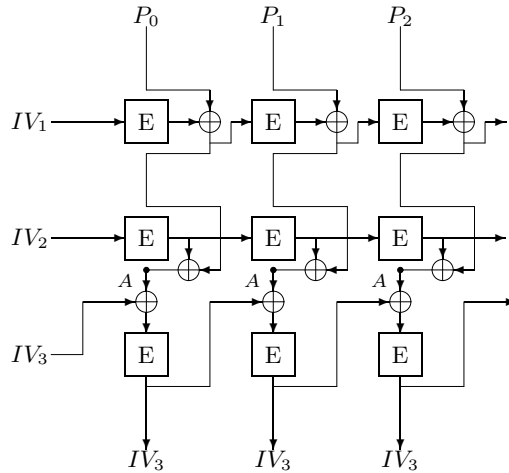 P₀ P₁ P₂
IV₁ E E E
IV₂ E E E
A A A
IV₃ E E E
IV₃ IV₃ IV₃